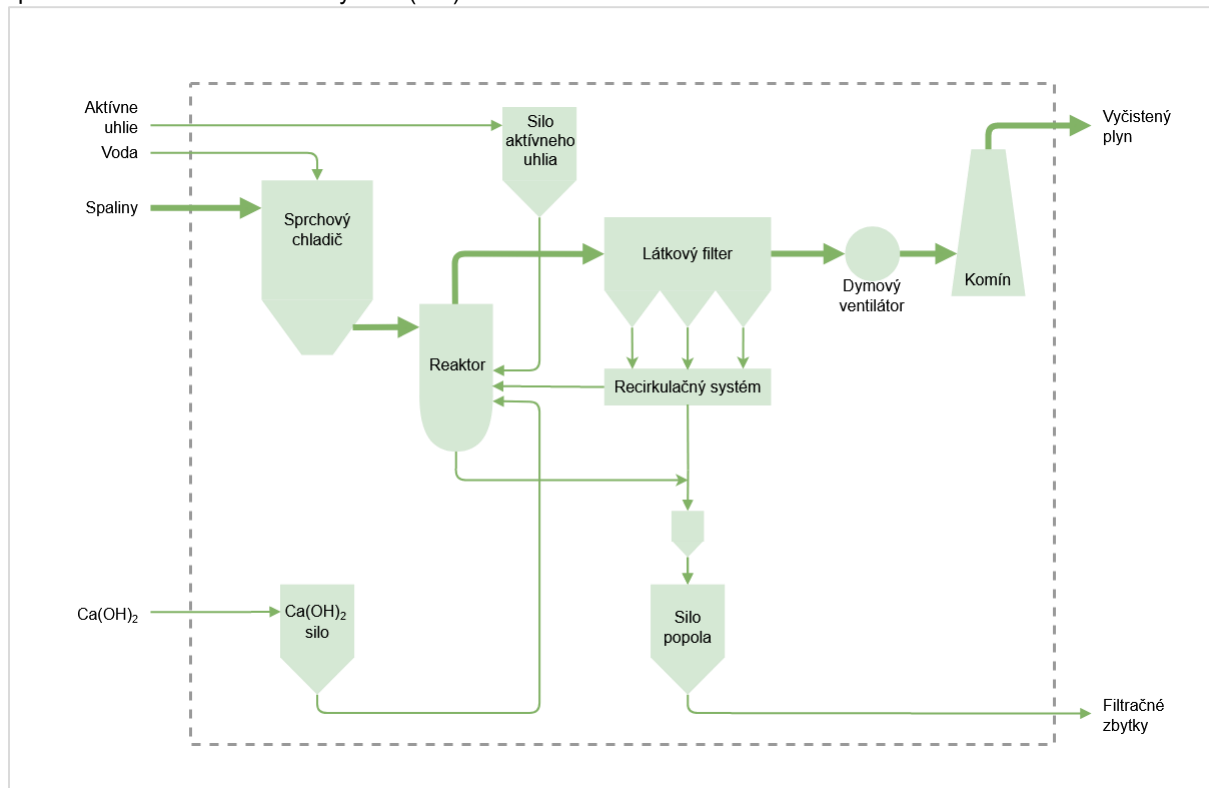 Aktívne
uhlie
Voda
Spaliny
Sprchový
chladič
Silo
aktívneho
uhlia
Reaktor
Látkový filter
Recirkulačný systém
Dymový
ventilátor
Komín
Vyčistený
plyn
Ca(OH)₂
Ca(OH)₂
silo
Silo
popola
Filtračné
zbytky